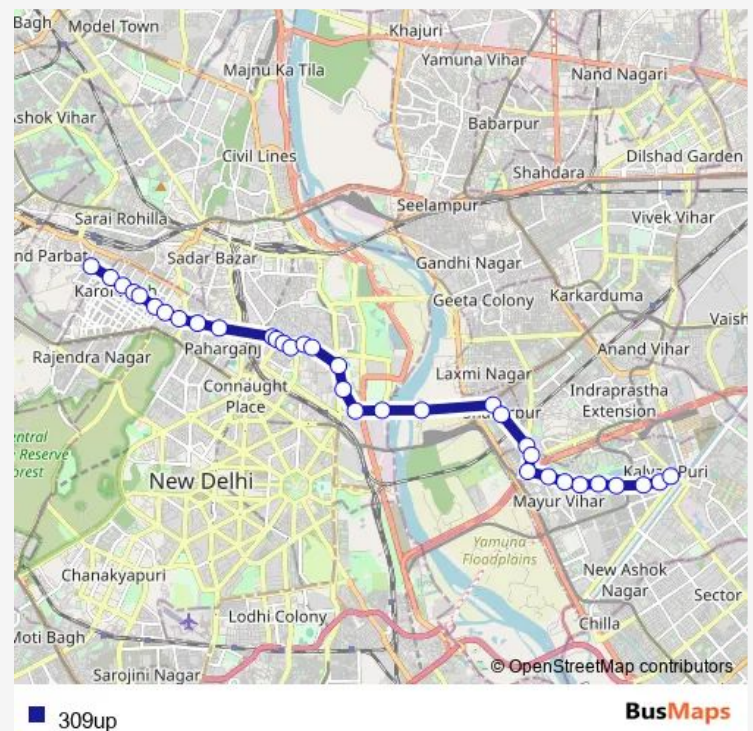 Bagh
Model Town
Khajuri
Yamuna Vihar
Majnu Ka Tila
Nand Nagari
shok Vihar
Babarpur
Civil Lines
Dilshad Garden
Shahdara
Seelampur
Sarai Rohilla
Vivek Vihar
nd Parba
Sadar Bazar
Gandhi Nagar
Karo
Geeta Colony
Karkarduma
Vaish
Rajendra Nagar
Paharganj
Anand Vihar
Laxmi Nagar
Connaught
Place
Indraprastha
Extension
entral
e Reserve
orest
New Delhi
Mayur Vihar
Yamuna
Floodplains
Chanakyapuri
New Ashok
Nagar
Sector
Lodhi Colony
Chilla
Moti Bagh
Sarojini Nagar
© OpenStreetMap contributors
309up
BusMaps